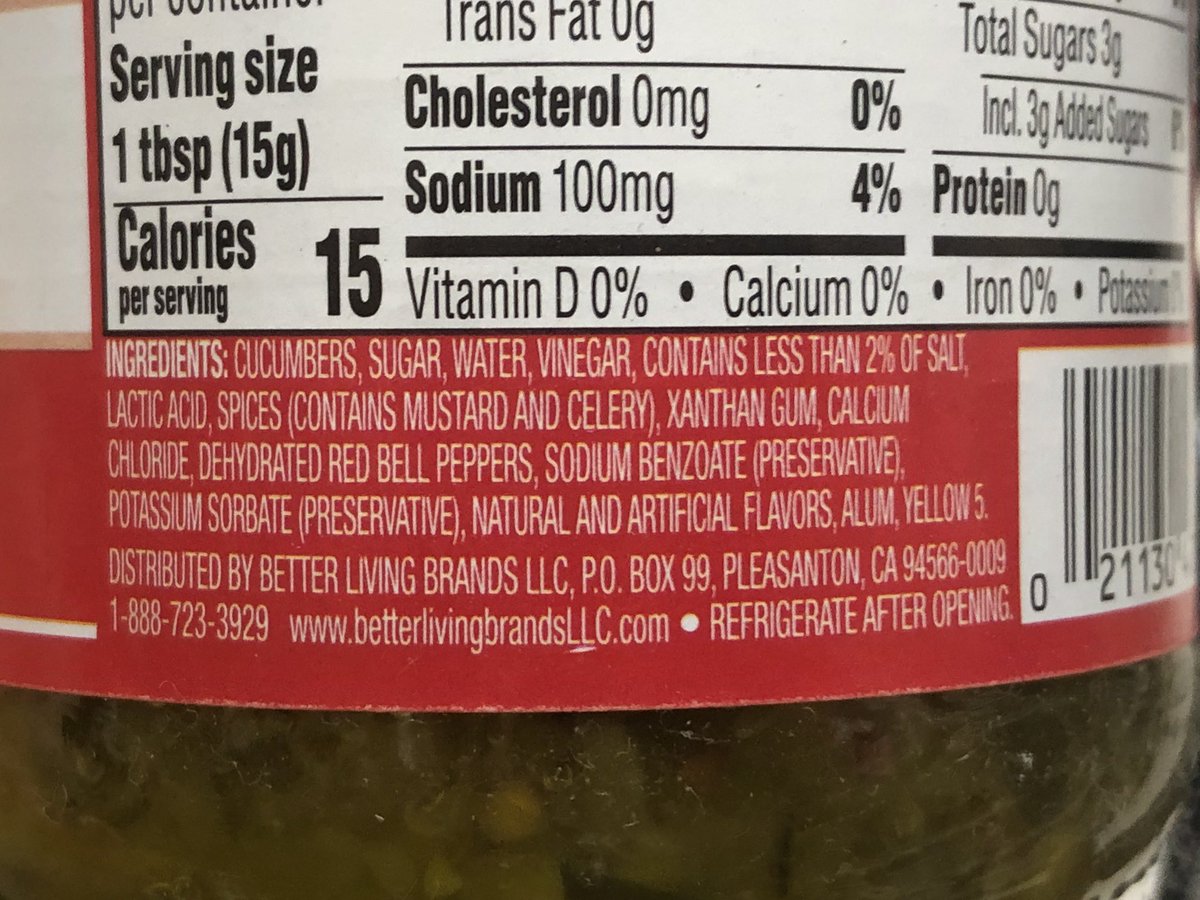 Serving size
1 tbsp (15g)
Calories 15
per serving
Trans Fat 0g
Cholesterol 0mg 0%
Sodium 100mg 4%
Total Sugars 3g
Incl. 3g Added Sugars
Protein 0g
Vitamin D 0% • Calcium 0% • Iron 0% • Potassium
INGREDIENTS: CUCUMBERS, SUGAR, WATER, VINEGAR, CONTAINS LESS THAN 2% OF SALT,
LACTIC ACID, SPICES (CONTAINS MUSTARD AND CELERY), XANTHAN GUM, CALCIUM
CHLORIDE, DEHYDRATED RED BELL PEPPERS, SODIUM BENZOATE (PRESERVATIVE),
POTASSIUM SORBATE (PRESERVATIVE), NATURAL AND ARTIFICIAL FLAVORS, ALUM, YELLOW 5.
DISTRIBUTED BY BETTER LIVING BRANDS LLC, P.O. BOX 99, PLEASANTON, CA 94566-0009
1-888-723-3929 www.betterlivingbrandsLLC.com • REFRIGERATE AFTER OPENING.
0 21130